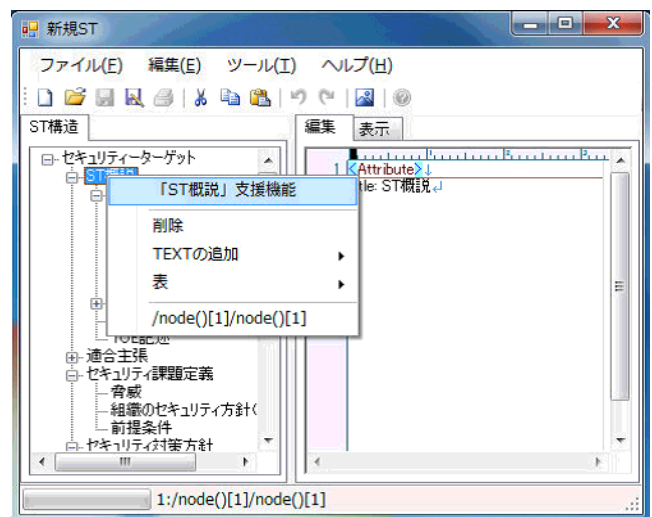 新規ST
ファイル(F) 編集(E) ツール(T) ヘルプ(H)
ST構造
編集 表示
セキュリティーターゲット
ST概説
「ST概説」支援機能
削除
TEXTの追加
表
/node()[1]/node()[1]
TOE記述
適合主張
セキュリティ課題定義
脅威
組織のセキュリティ方針(
前提条件
セキュリティ対策方針
1 <Attribute>↓
tle: ST概説↵
1:/node()[1]/node()[1]